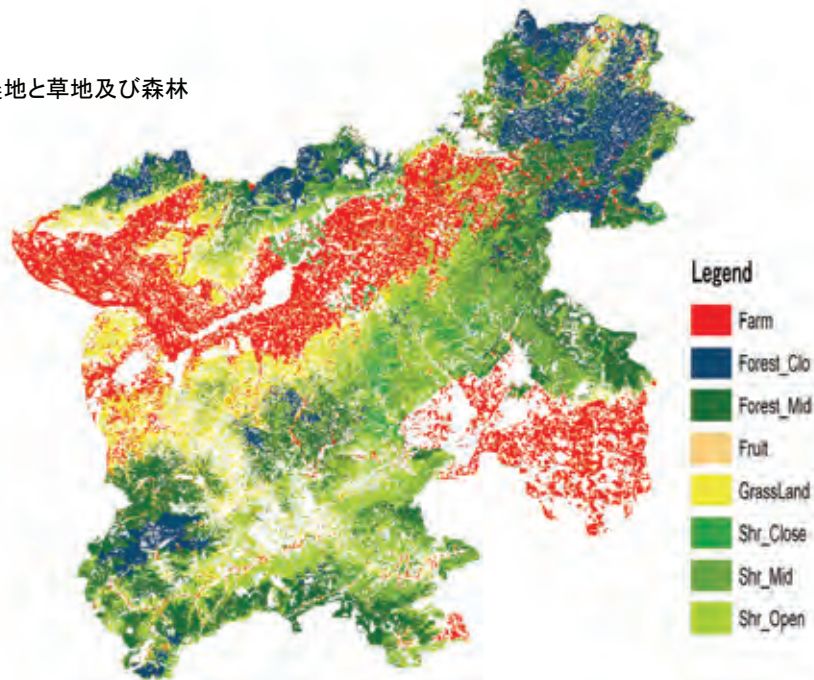 地と草地及び森林
Legend
Farm
Forest_Clo
Forest_Mid
Fruit
GrassLand
Shr_Close
Shr_Mid
Shr_Open